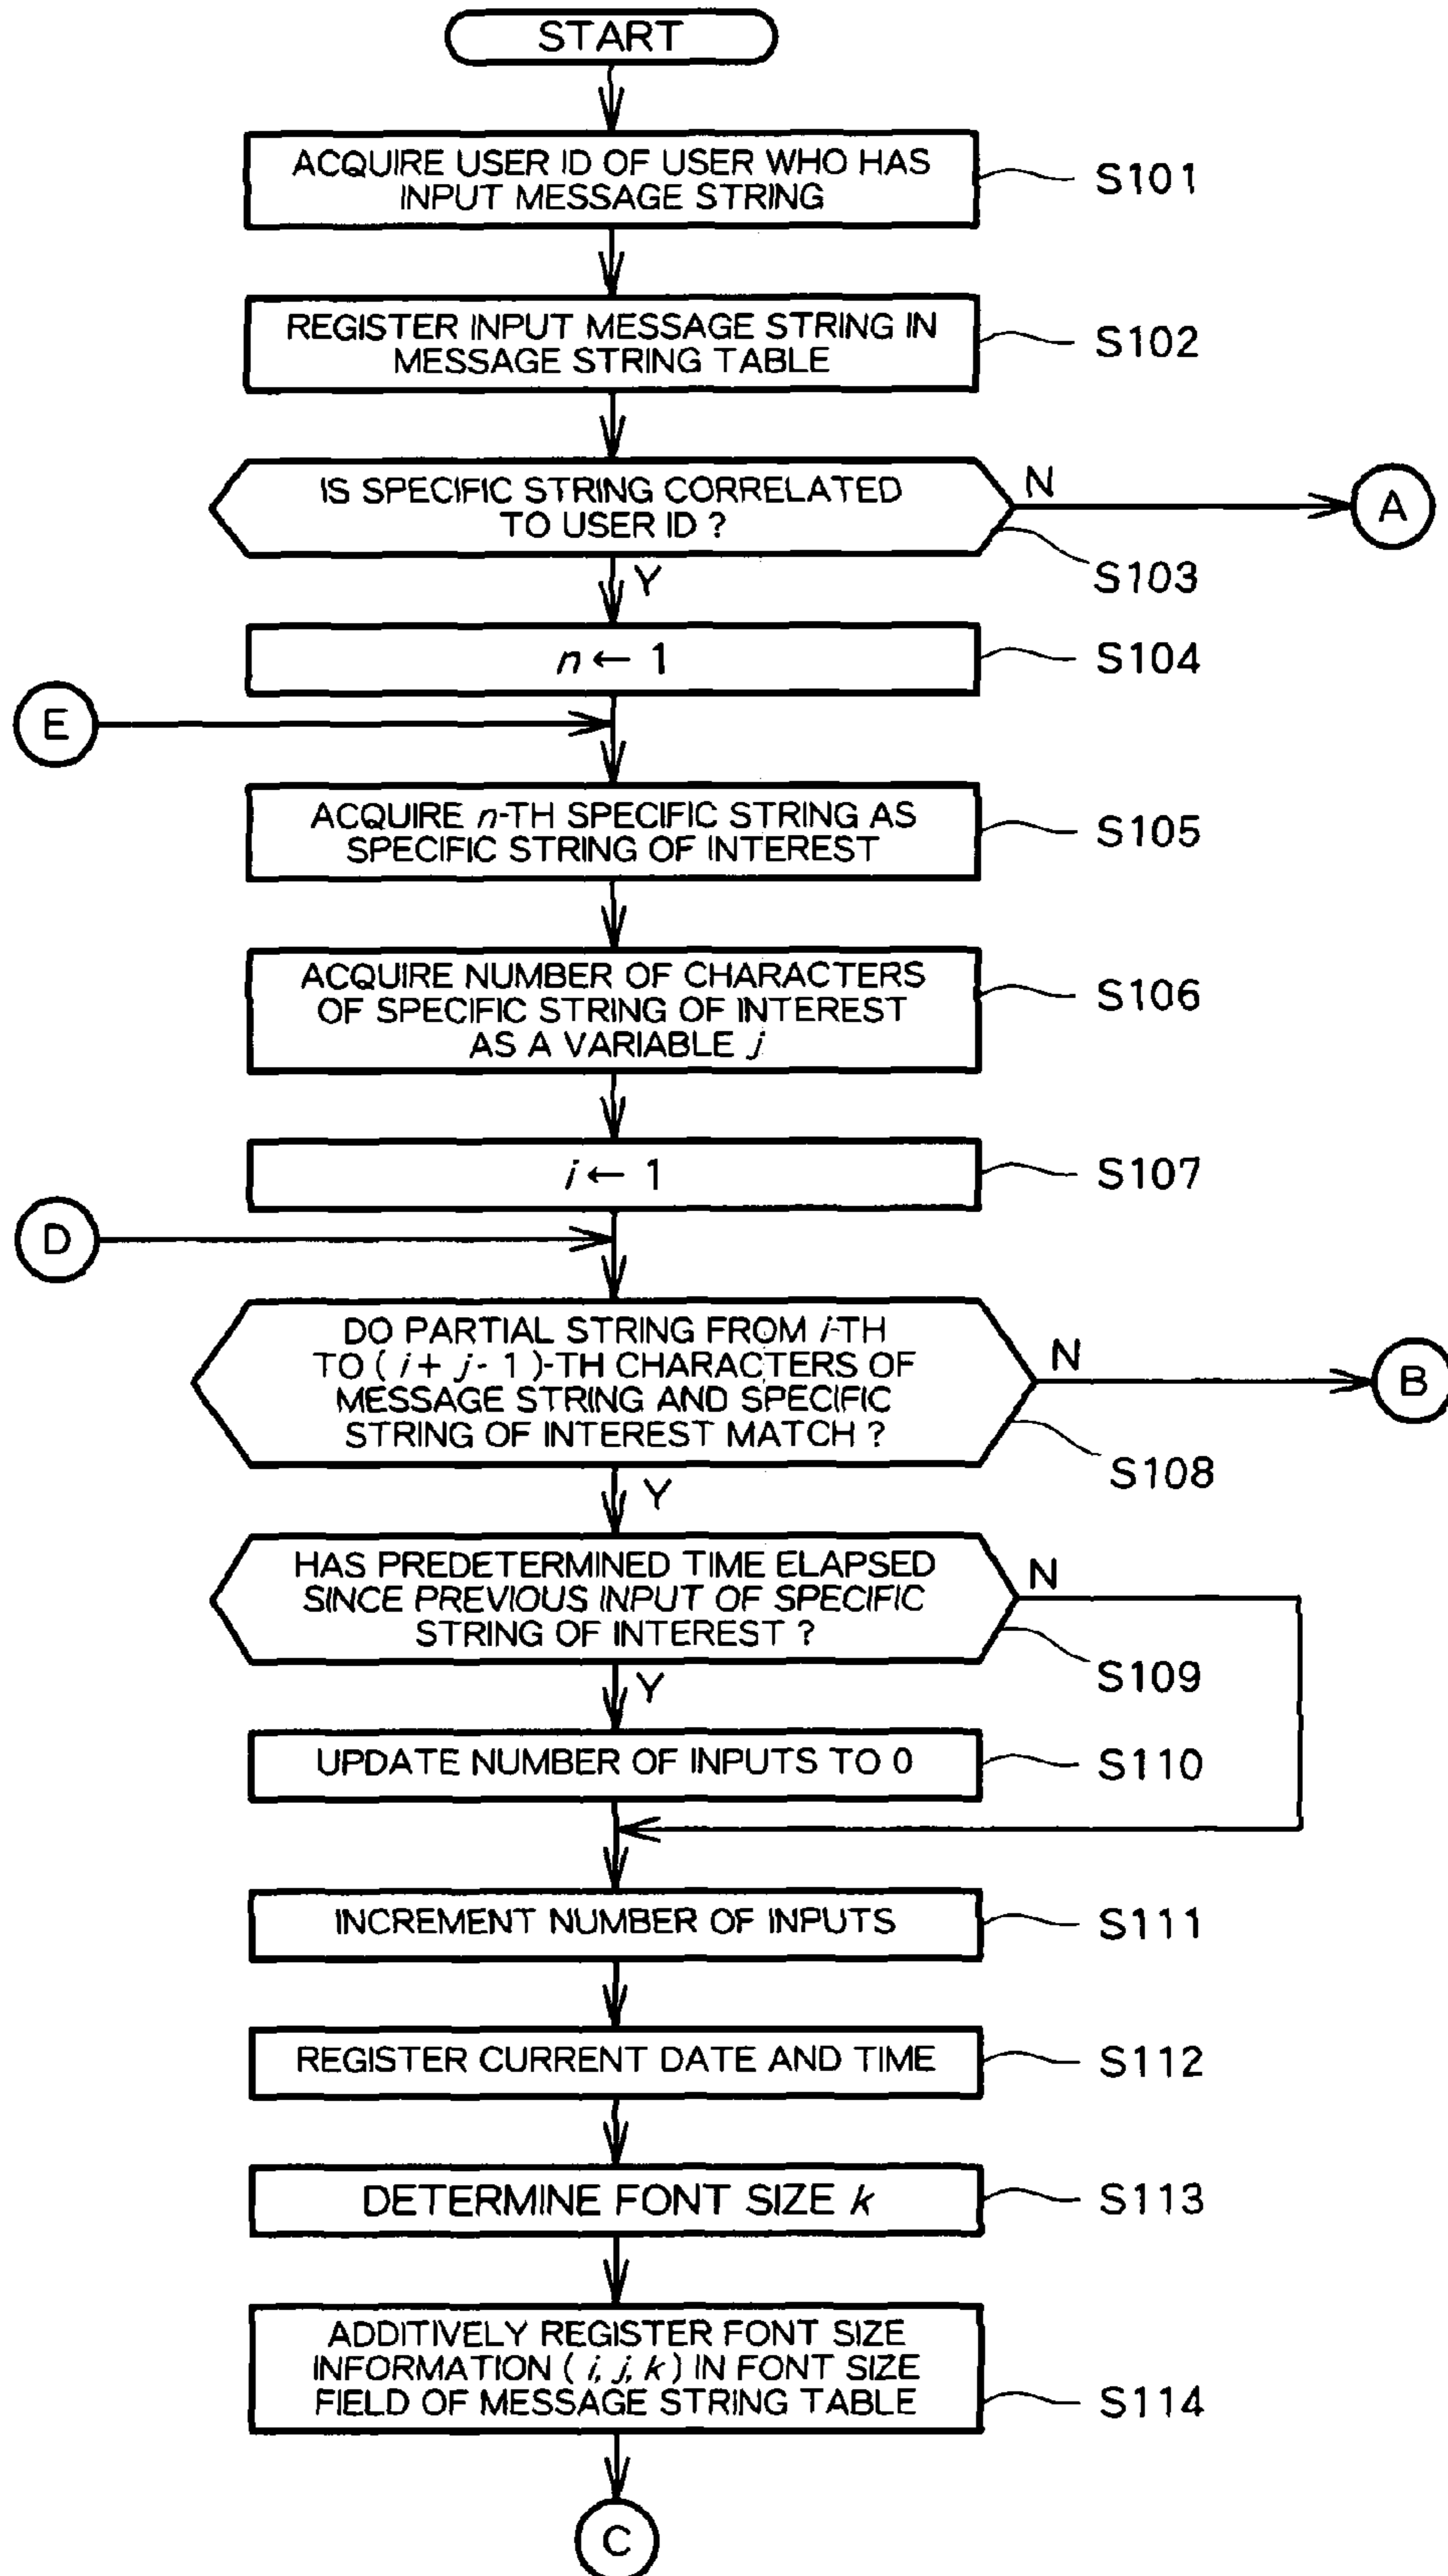 START
ACQUIRE USER ID OF USER WHO HAS
INPUT MESSAGE STRING
S101
REGISTER INPUT MESSAGE STRING IN
MESSAGE STRING TABLE
S102
IS SPECIFIC STRING CORRELATED
TO USER ID ?
N
A
S103
Y
n ← 1
S104
E
ACQUIRE n-TH SPECIFIC STRING AS
SPECIFIC STRING OF INTEREST
S105
ACQUIRE NUMBER OF CHARACTERS
OF SPECIFIC STRING OF INTEREST
AS A VARIABLE j
S106
i ← 1
S107
D
DO PARTIAL STRING FROM i-TH
TO ( i + j - 1 )-TH CHARACTERS OF
MESSAGE STRING AND SPECIFIC
STRING OF INTEREST MATCH ?
N
B
S108
Y
HAS PREDETERMINED TIME ELAPSED
SINCE PREVIOUS INPUT OF SPECIFIC
STRING OF INTEREST ?
N
S109
Y
UPDATE NUMBER OF INPUTS TO 0
S110
INCREMENT NUMBER OF INPUTS
S111
REGISTER CURRENT DATE AND TIME
S112
DETERMINE FONT SIZE k
S113
ADDITIVELY REGISTER FONT SIZE
INFORMATION ( i, j, k ) IN FONT SIZE
FIELD OF MESSAGE STRING TABLE
S114
C